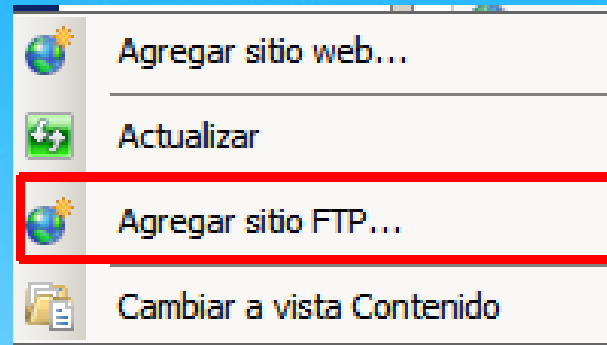 Agregar sitio web...
Actualizar
Agregar sitio FTP...
Cambiar a vista Contenido